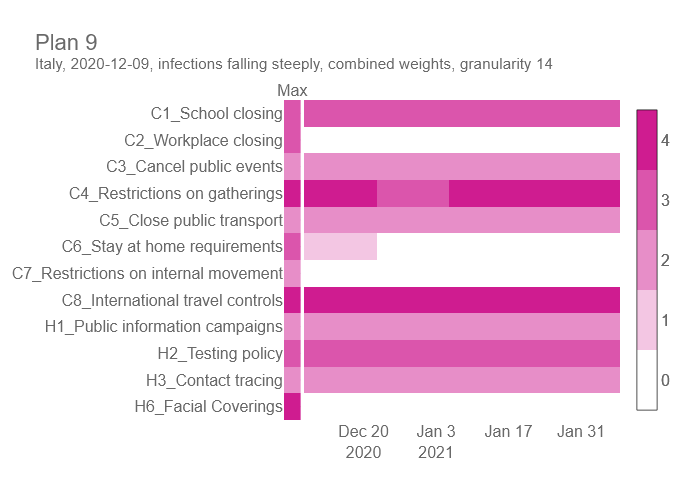 Plan 9
Italy, 2020-12-09, infections falling steeply, combined weights, granularity 14
Max
C1_School closing
C2_Workplace closing
C3_Cancel public events
C4_Restrictions on gatherings
C5_Close public transport
C6_Stay at home requirements
C7_Restrictions on internal movement
C8_International travel controls
H1_Public information campaigns
H2_Testing policy
H3_Contact tracing
H6_Facial Coverings
Dec 20 Jan 3 Jan 17 Jan 31
2020 2021
4
3
2
1
0